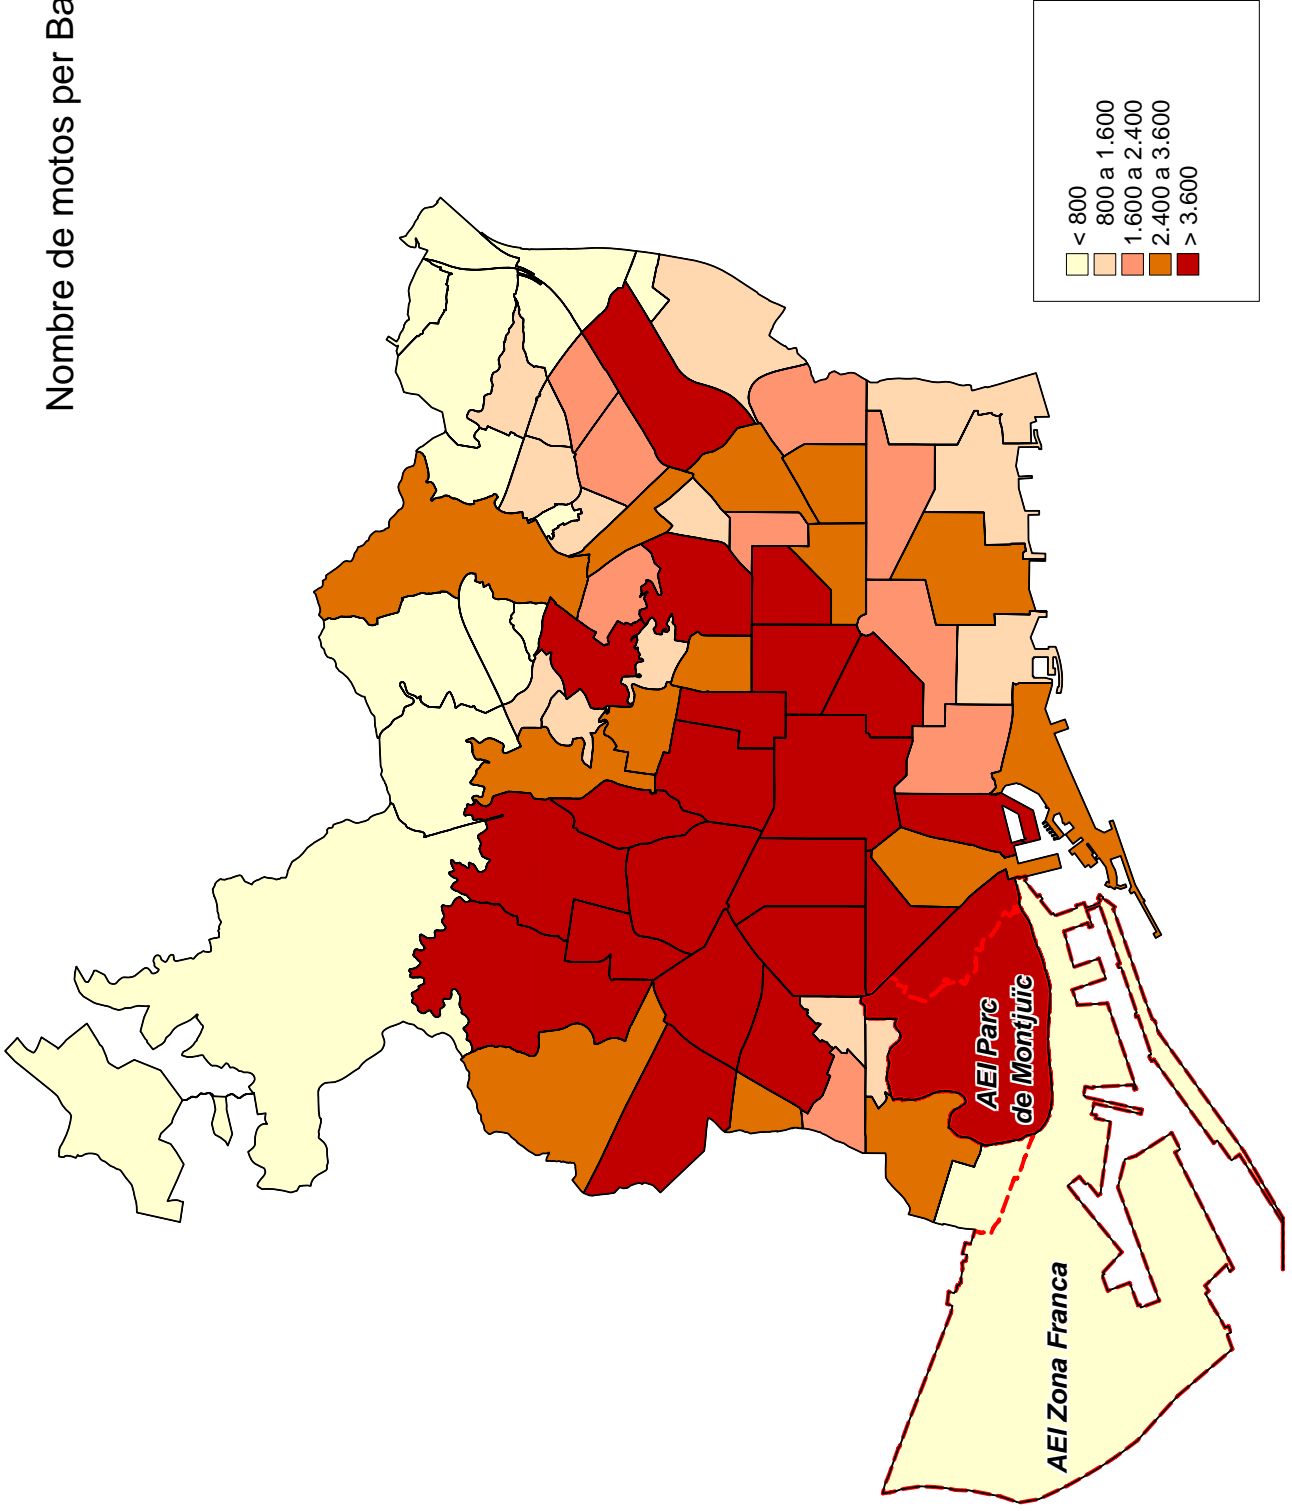 Nombre de motos per Ba
< 800
800 a 1.600
1.600 a 2.400
2.400 a 3.600
> 3.600
AEI Parc
de Montjuïc
AEI Zona Franca